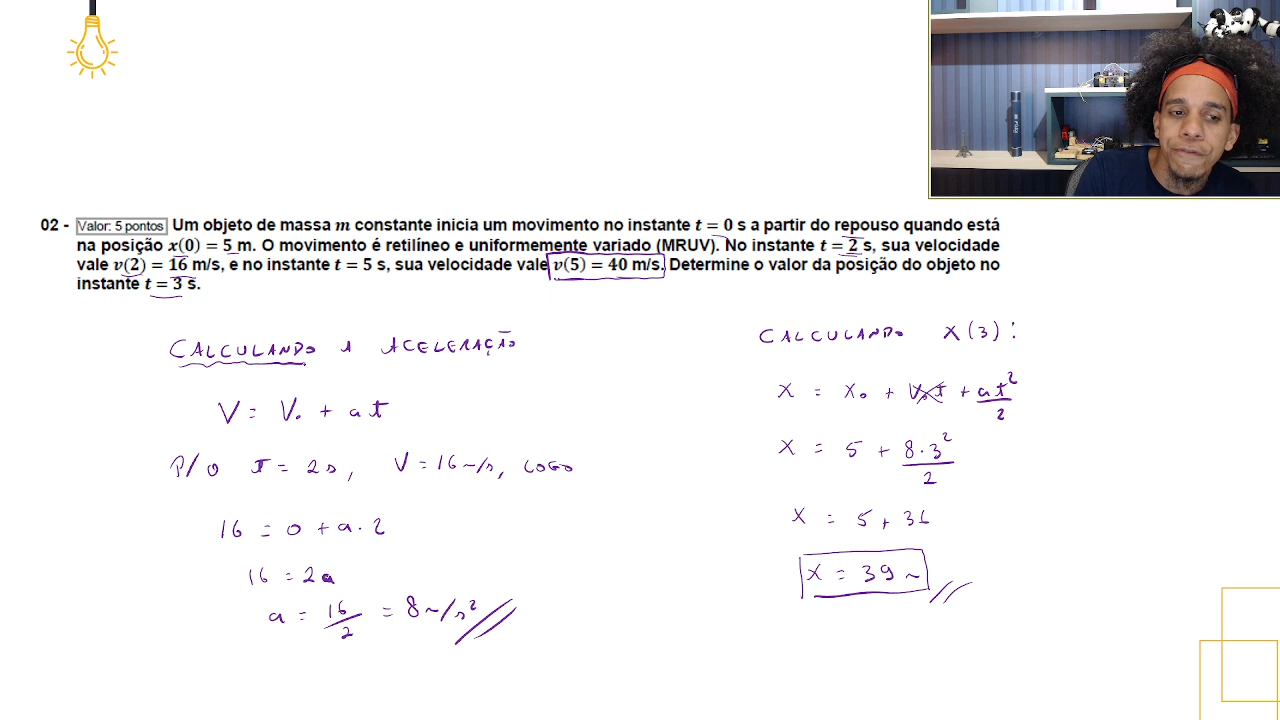 02 - Valor: 5 pontos Um objeto de massa m constante inicia um movimento no instante t = 0 s a partir do repouso quando está
na posição x(0) = 5 m. O movimento é retilíneo e uniformemente variado (MRUV). No instante t = 2 s, sua velocidade
vale v(2) = 16 m/s, e no instante t = 5 s, sua velocidade vale v(5) = 40 m/s. Determine o valor da posição do objeto no
instante t = 3 s.
CALCULANDO A ACELERAÇÃO
V = V₀ + at
P/ O t = 2s, V = 16 m/s, LOGO
16 = 0 + a · 2
16 = 2a
a = 16/2 = 8 m/s²
CALCULANDO X(3):
X = X₀ + V₀t + at²/2
X = 5 + 8·3²/2
X = 5 + 36
X = 39 m